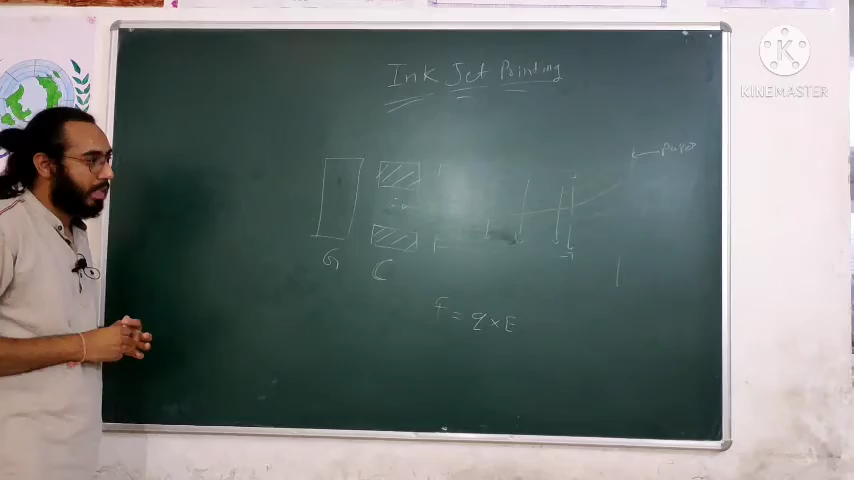 Ink Jet Printing
Paper
G
C
F = q × E
KINEMASTER